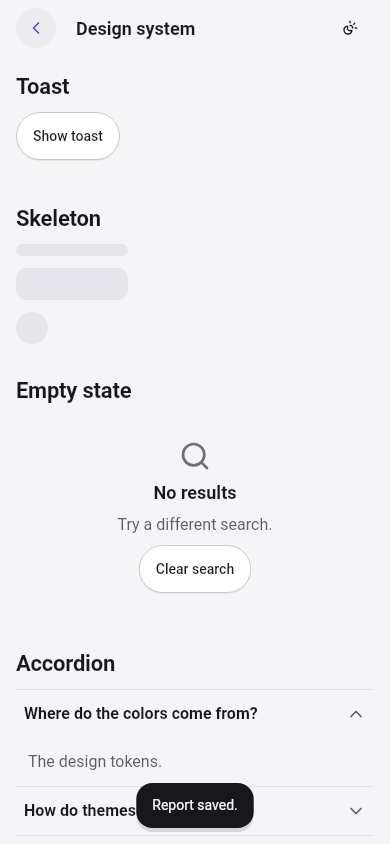 Design system
Toast
Show toast
Skeleton
Empty state
No results
Try a different search.
Clear search
Accordion
Where do the colors come from?
The design tokens.
How do themes
Report saved.